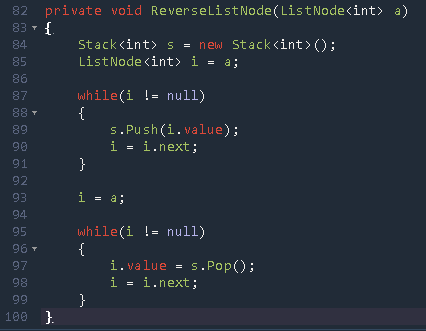 82 private void ReverseListNode(ListNode<int> a)
83 {
84     Stack<int> s = new Stack<int>();
85     ListNode<int> i = a;
86
87     while(i != null)
88     {
89         s.Push(i.value);
90         i = i.next;
91     }
92
93     i = a;
94
95     while(i != null)
96     {
97         i.value = s.Pop();
98         i = i.next;
99     }
100 }